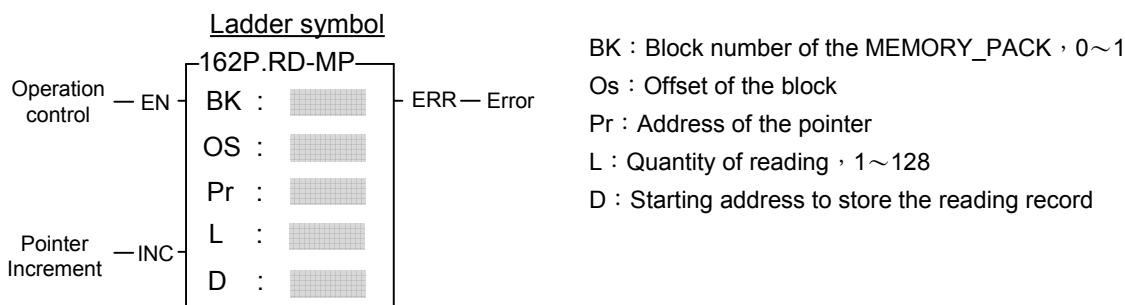 Ladder symbol
162P.RD-MP
Operation
control
EN
BK :
ERR
Error
OS :
Pr :
L :
Pointer
Increment
INC
D :
BK：Block number of the MEMORY_PACK，0～1
Os：Offset of the block
Pr：Address of the pointer
L：Quantity of reading，1～128
D：Starting address to store the reading record